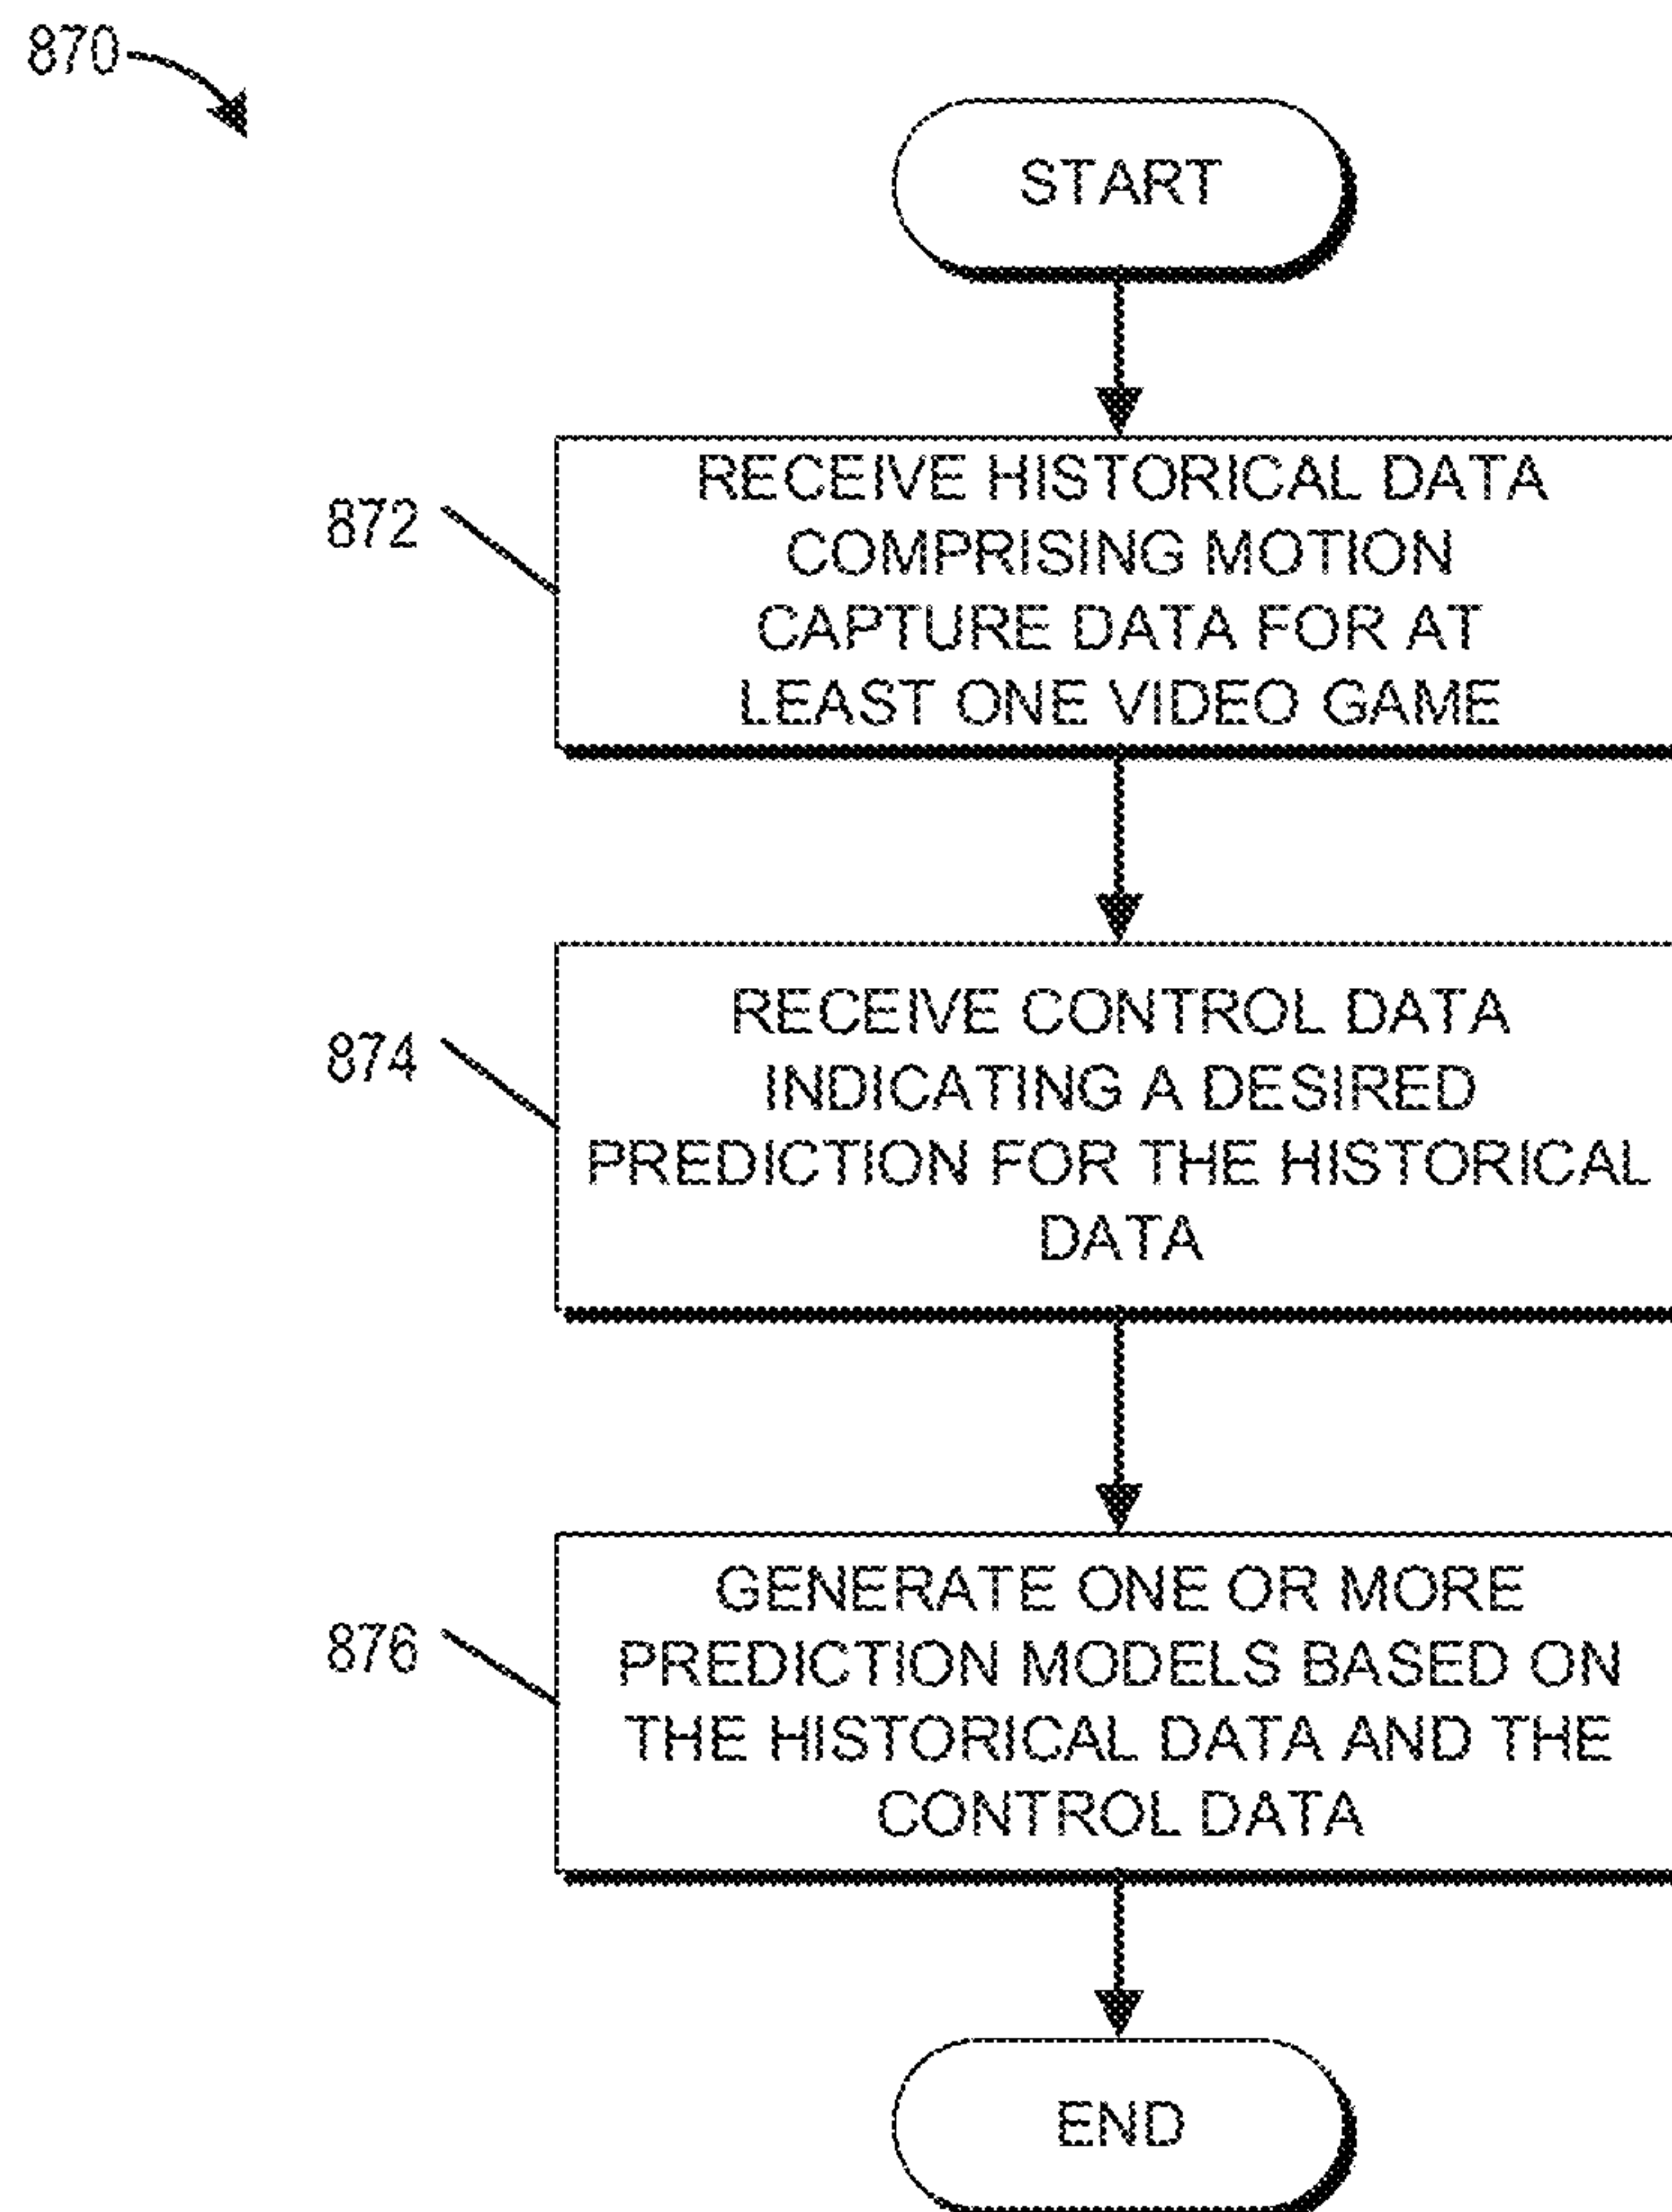 870
START
872
RECEIVE HISTORICAL DATA
COMPRISING MOTION
CAPTURE DATA FOR AT
LEAST ONE VIDEO GAME
874
RECEIVE CONTROL DATA
INDICATING A DESIRED
PREDICTION FOR THE HISTORICAL
DATA
876
GENERATE ONE OR MORE
PREDICTION MODELS BASED ON
THE HISTORICAL DATA AND THE
CONTROL DATA
END